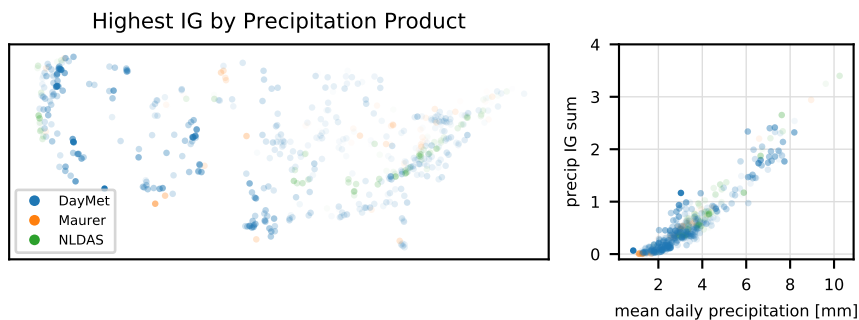 Highest IG by Precipitation Product
DayMet
Maurer
NLDAS
precip IG sum
4
3
2
1
0
2 4 6 8 10
mean daily precipitation [mm]